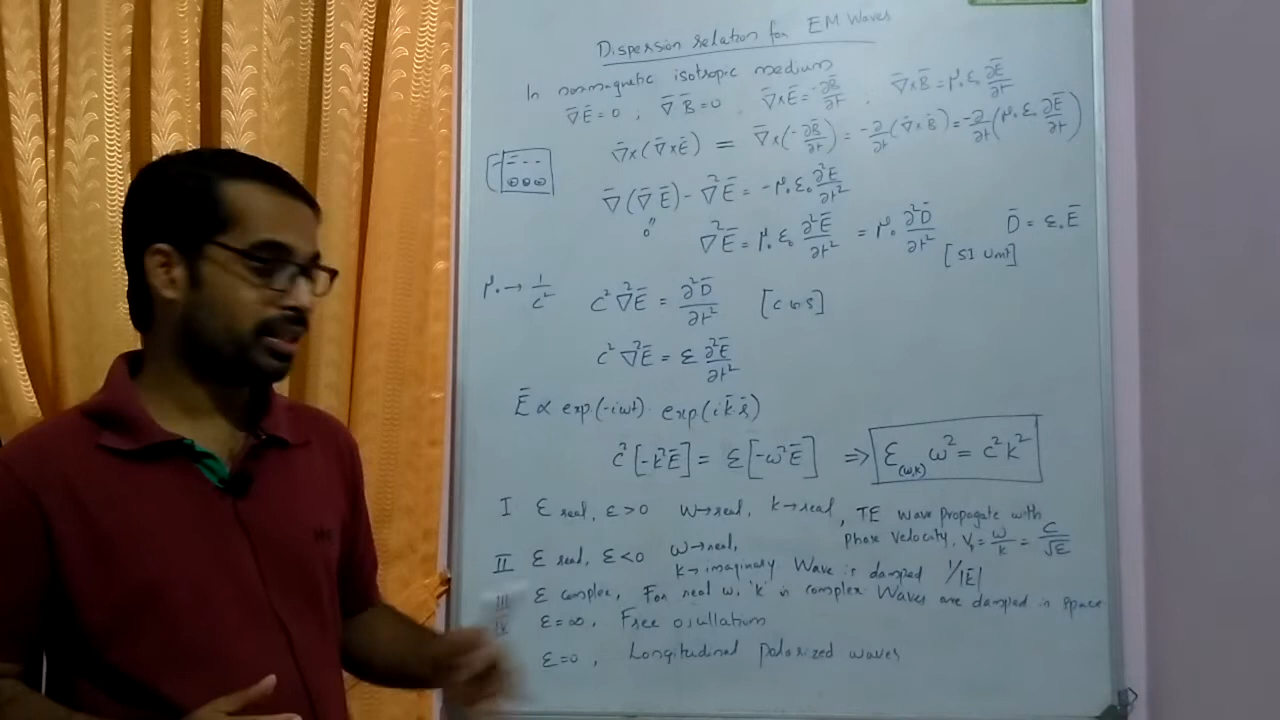 Dispersion relation for EM Waves
In nonmagnetic isotropic medium
∇̄Ē=0 ; ∇̄ B̄=0 . ∇̄×Ē=-∂B̄/∂t ; ∇̄×B̄=μ₀ε₀ ∂Ē/∂t
∇̄×(∇̄×Ē) = ∇̄×(-∂B̄/∂t)=-∂/∂t(∇̄×B̄)=-∂/∂t(μ₀ε₀ ∂Ē/∂t)
∇̄(∇̄Ē)-∇̄²Ē=-μ₀ε₀ ∂²Ē/∂t²
0
∇̄²Ē=μ₀ε₀ ∂²Ē/∂t² = μ₀ ∂²D̄/∂t² D̄ = ε₀Ē
[SI Unit]
μ₀→1/c² c²∇̄²Ē = ∂²D̄/∂t² [CGS]
c²∇̄²Ē = ε ∂²Ē/∂t²
Ē ∝ exp(-iωt). exp(ik̄.r̄)
c²[-k²Ē]= ε[-ω²Ē] ⇒ ε(ω,k) ω²= c²k²
I ε real, ε>0 ω→real, k→real, TE wave propagate with
phase velocity, Vp=ω/k=c/√ε
II ε real, ε<0 ω→real,
k→imaginary Wave is damped 1/|k̄|
III ε complex, For real ω, 'k' is complex Waves are damped in space
IV ε=∞, Free oscillation
ε=0, Longitudinal polarized waves